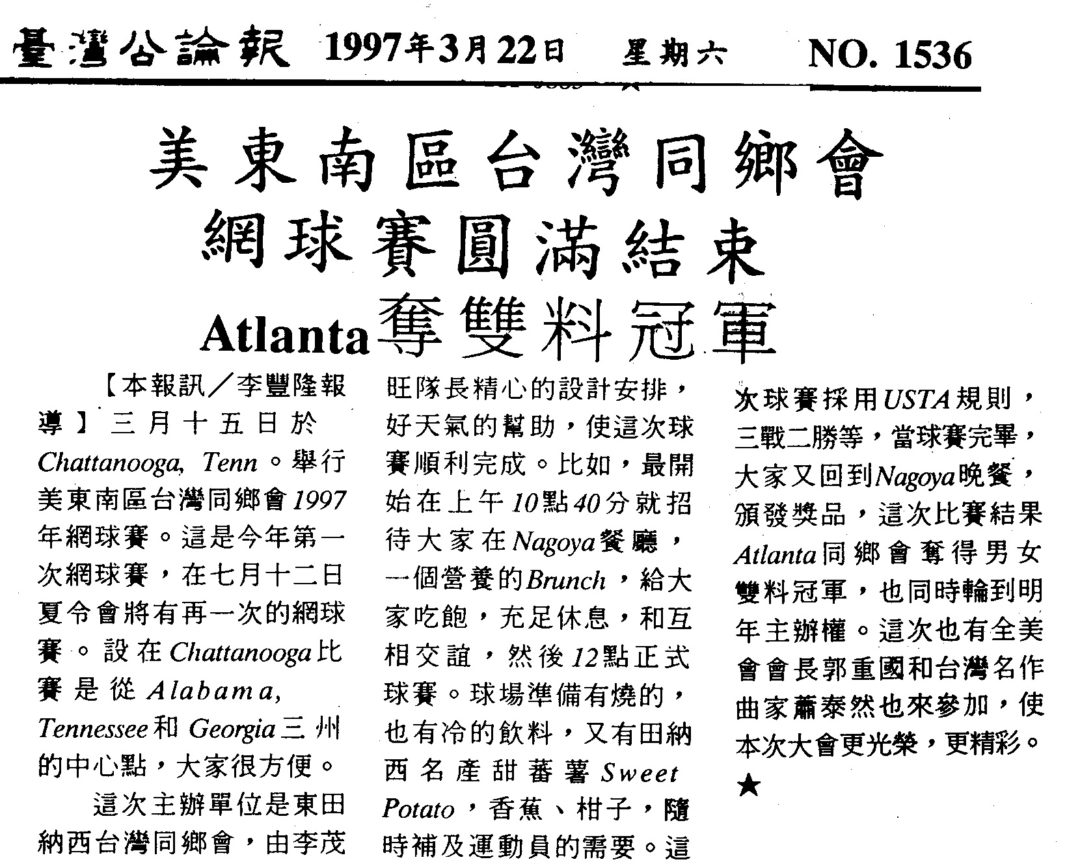 臺灣公論報 1997年3月22日 星期六 NO. 1536
美東南區台灣同鄉會
網球賽圓滿結束
Atlanta奪雙料冠軍
【本報訊／李豐隆報
導】三月十五日於
Chattanooga, Tenn。舉行
美東南區台灣同鄉會1997
年網球賽。這是今年第一
次網球賽，在七月十二日
夏令會將有再一次的網球
賽。設在Chattanooga比
賽是從Alabama,
Tennessee和Georgia三州
的中心點，大家很方便。
這次主辦單位是東田
納西台灣同鄉會，由李茂
旺隊長精心的設計安排，
好天氣的幫助，使這次球
賽順利完成。比如，最開
始在上午10點40分就招
待大家在Nagoya餐廳，
一個營養的Brunch，給大
家吃飽，充足休息，和互
相交誼，然後12點正式
球賽。球場準備有燒的，
也有冷的飲料，又有田納
西名產甜蕃薯Sweet
Potato，香蕉、柑子，隨
時補及運動員的需要。這
次球賽採用USTA規則，
三戰二勝等，當球賽完畢，
大家又回到Nagoya晚餐，
頒發獎品，這次比賽結果
Atlanta同鄉會奪得男女
雙料冠軍，也同時輪到明
年主辦權。這次也有全美
會會長郭重國和台灣名作
曲家蕭泰然也來參加，使
本次大會更光榮，更精彩。
★